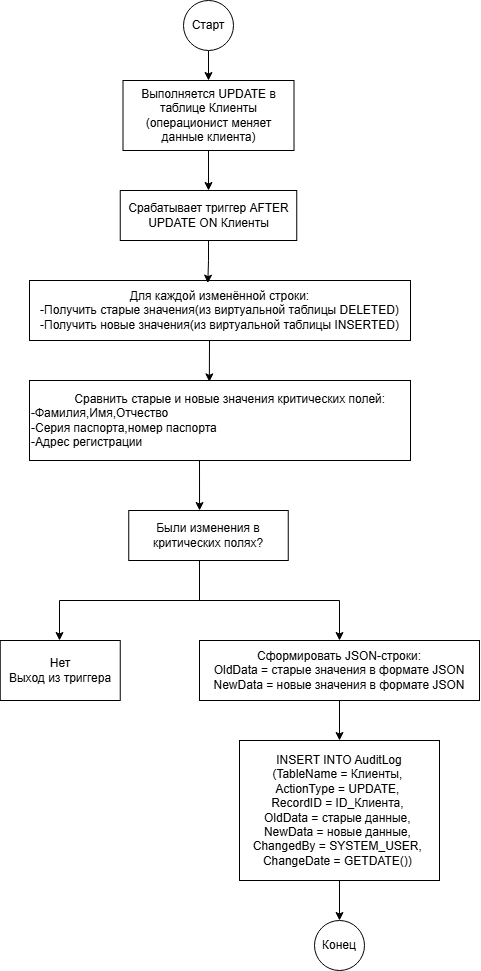 Старт
Выполняется UPDATE в
таблице Клиенты
(операционист меняет
данные клиента)
Срабатывает триггер AFTER
UPDATE ON Клиенты
Для каждой изменённой строки:
-Получить старые значения(из виртуальной таблицы DELETED)
-Получить новые значения(из виртуальной таблицы INSERTED)
Сравнить старые и новые значения критических полей:
-Фамилия,Имя,Отчество
-Серия паспорта,номер паспорта
-Адрес регистрации
Были изменения в
критических полях?
Нет
Выход из триггера
Сформировать JSON-строки:
OldData = старые значения в формате JSON
NewData = новые значения в формате JSON
INSERT INTO AuditLog
(TableName = Клиенты,
ActionType = UPDATE,
RecordID = ID_Клиента,
OldData = старые данные,
NewData = новые данные,
ChangedBy = SYSTEM_USER,
ChangeDate = GETDATE())
Конец